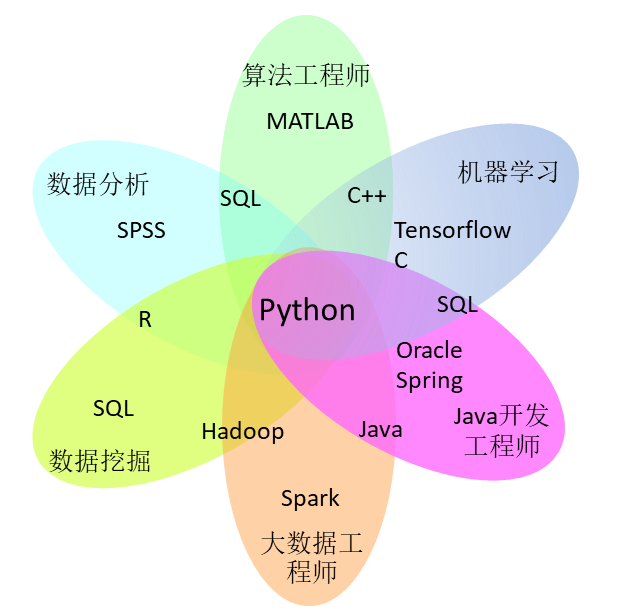 算法工程师
MATLAB
机器学习
数据分析
SQL
C++
SPSS
Tensorflow
C
SQL
Python
R
Oracle
Spring
SQL
Java开发
工程师
Hadoop
Java
数据挖掘
Spark
大数据工
程师